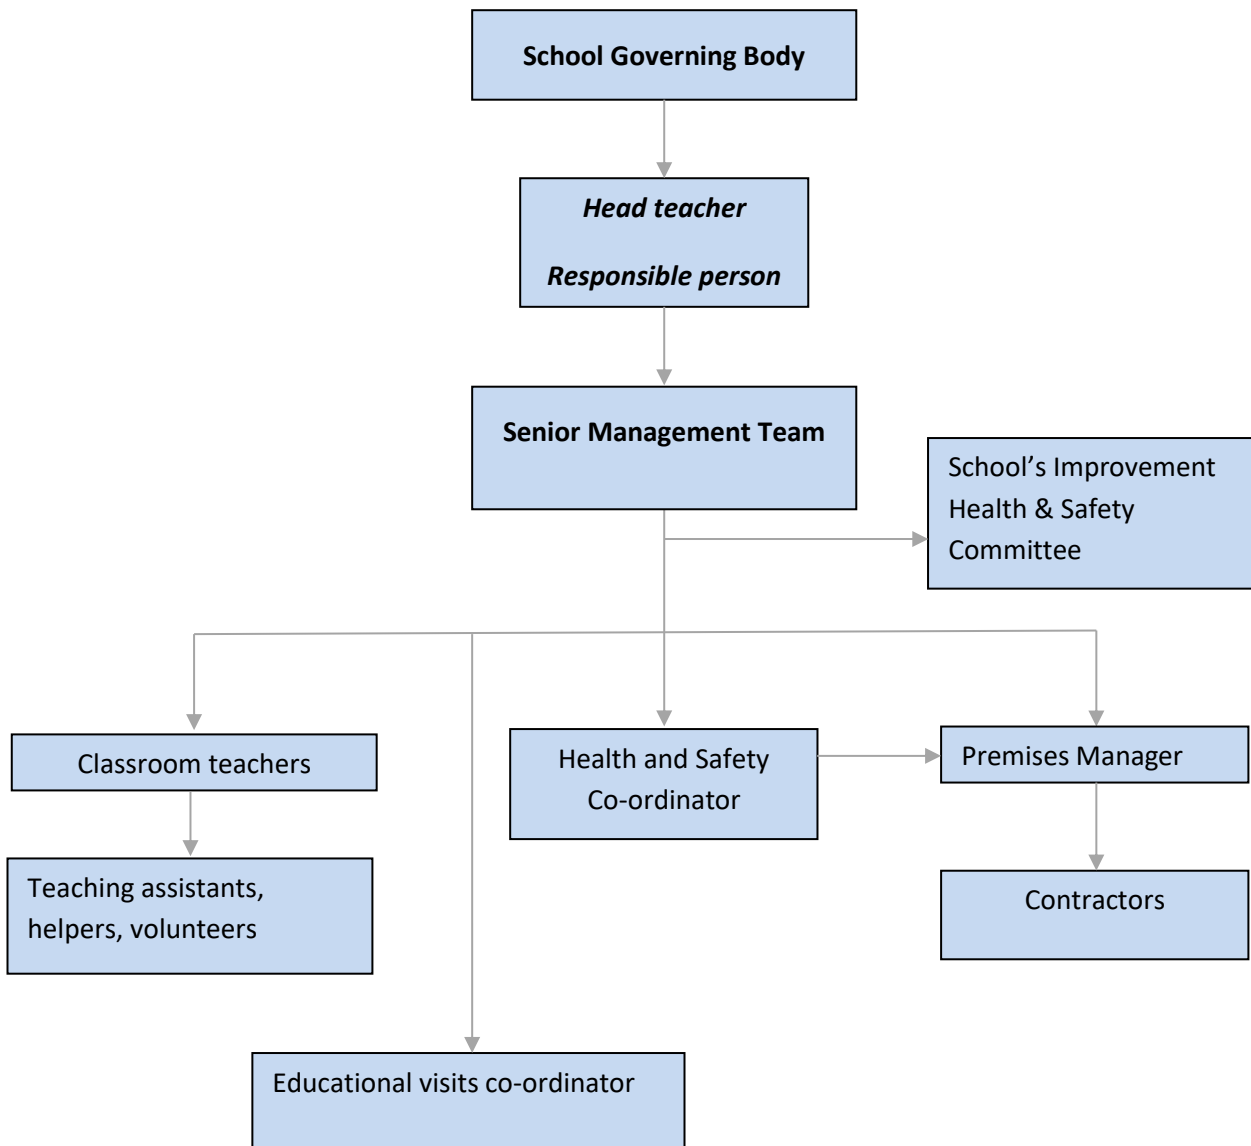 School Governing Body
Head teacher
Responsible person
Senior Management Team
School’s Improvement
Health & Safety
Committee
Classroom teachers
Health and Safety
Co-ordinator
Premises Manager
Teaching assistants,
helpers, volunteers
Contractors
Educational visits co-ordinator